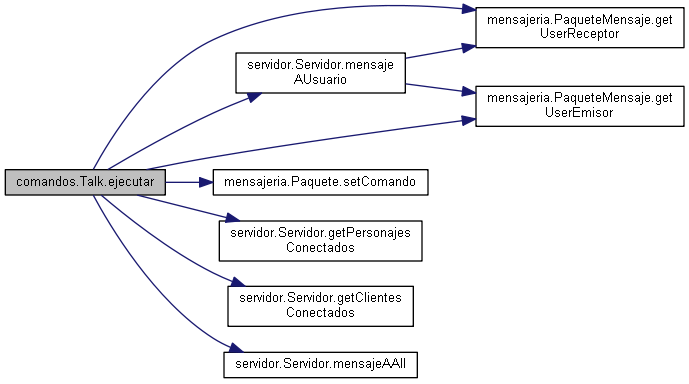 mensajeria.PaqueteMensaje.get
UserReceptor
servidor.Servidor.mensaje
AUsuario
mensajeria.PaqueteMensaje.get
UserEmisor
comandos.Talk.ejecutar
mensajeria.Paquete.setComando
servidor.Servidor.getPersonajes
Conectados
servidor.Servidor.getClientes
Conectados
servidor.Servidor.mensajeAAll